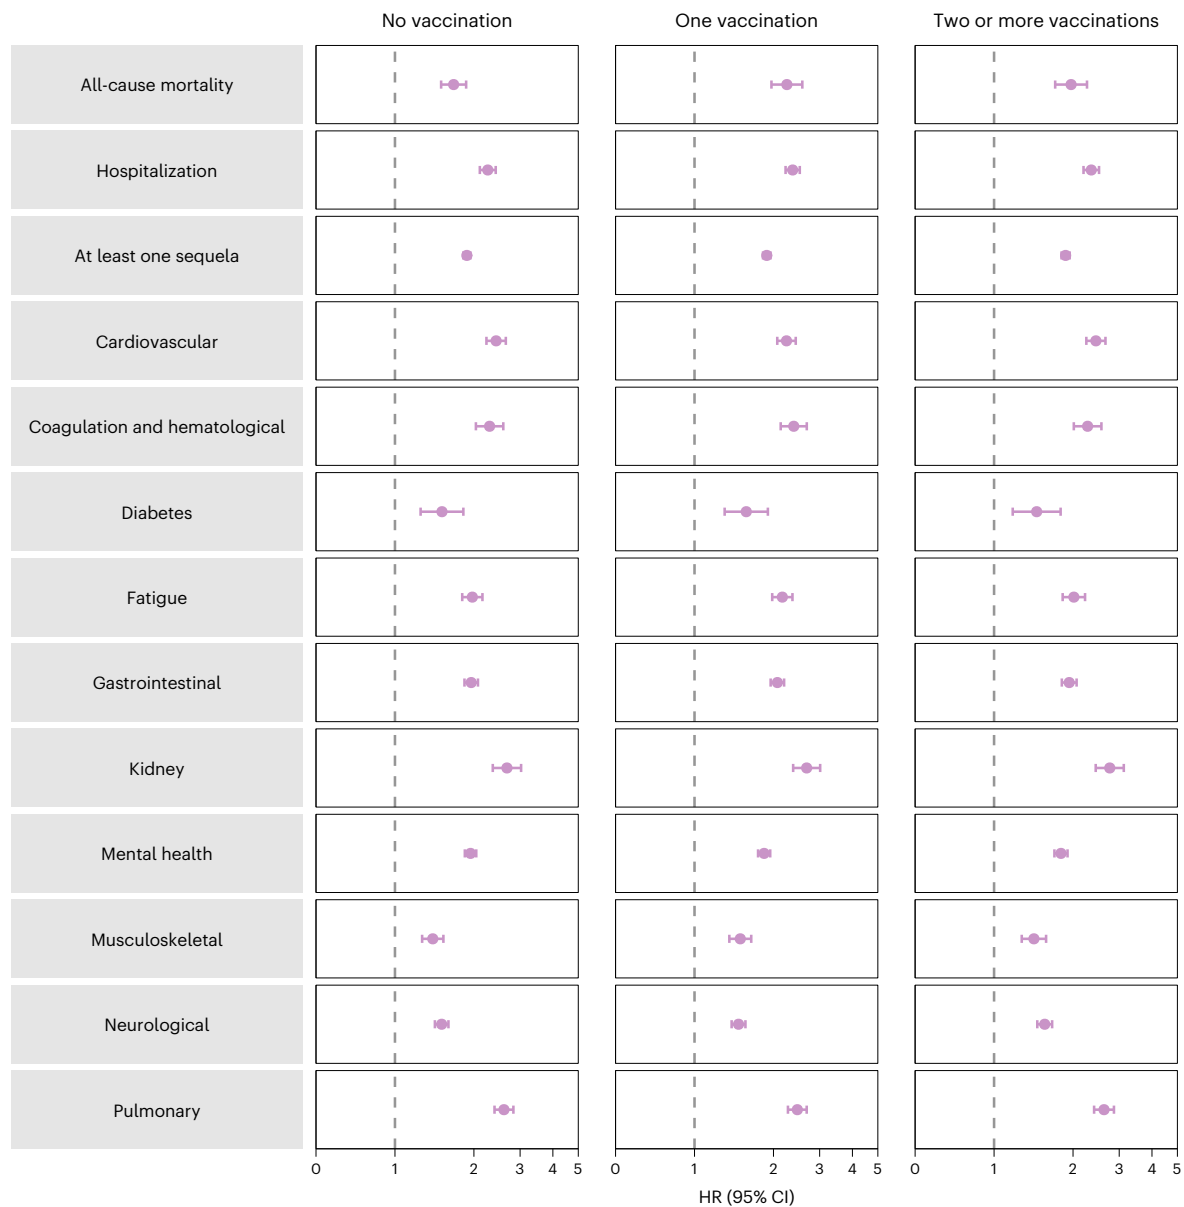 No vaccination One vaccination Two or more vaccinations
All-cause mortality
Hospitalization
At least one sequela
Cardiovascular
Coagulation and hematological
Diabetes
Fatigue
Gastrointestinal
Kidney
Mental health
Musculoskeletal
Neurological
Pulmonary
0 1 2 3 4 5 0 1 2 3 4 5 0 1 2 3 4 5
HR (95% CI)